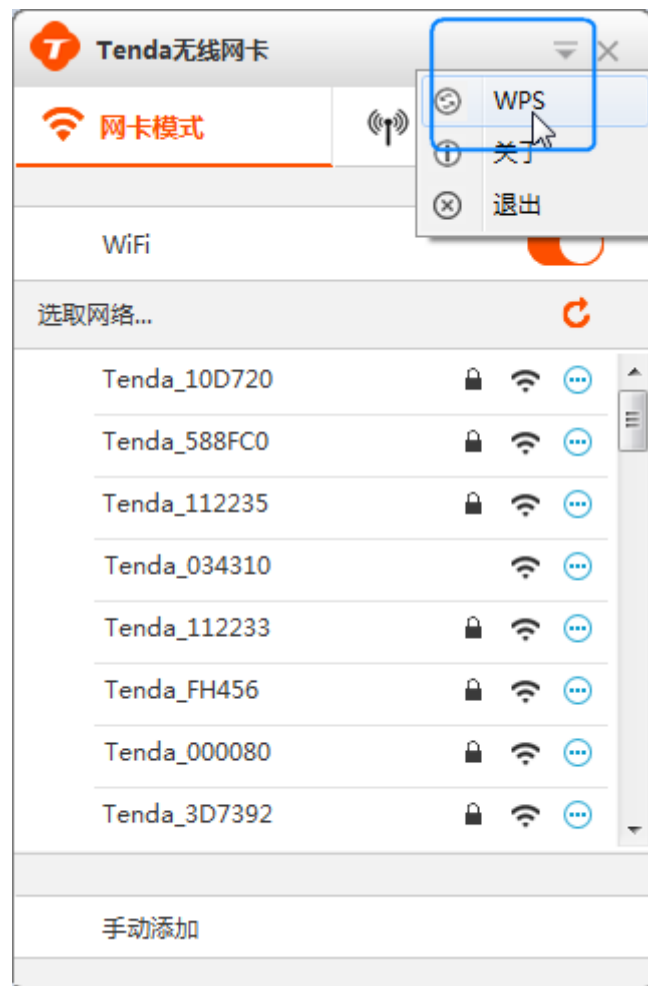 Tenda无线网卡
WPS
网卡模式
关于
退出
WiFi
选取网络...
Tenda_10D720
Tenda_588FC0
Tenda_112235
Tenda_034310
Tenda_112233
Tenda_FH456
Tenda_000080
Tenda_3D7392
手动添加